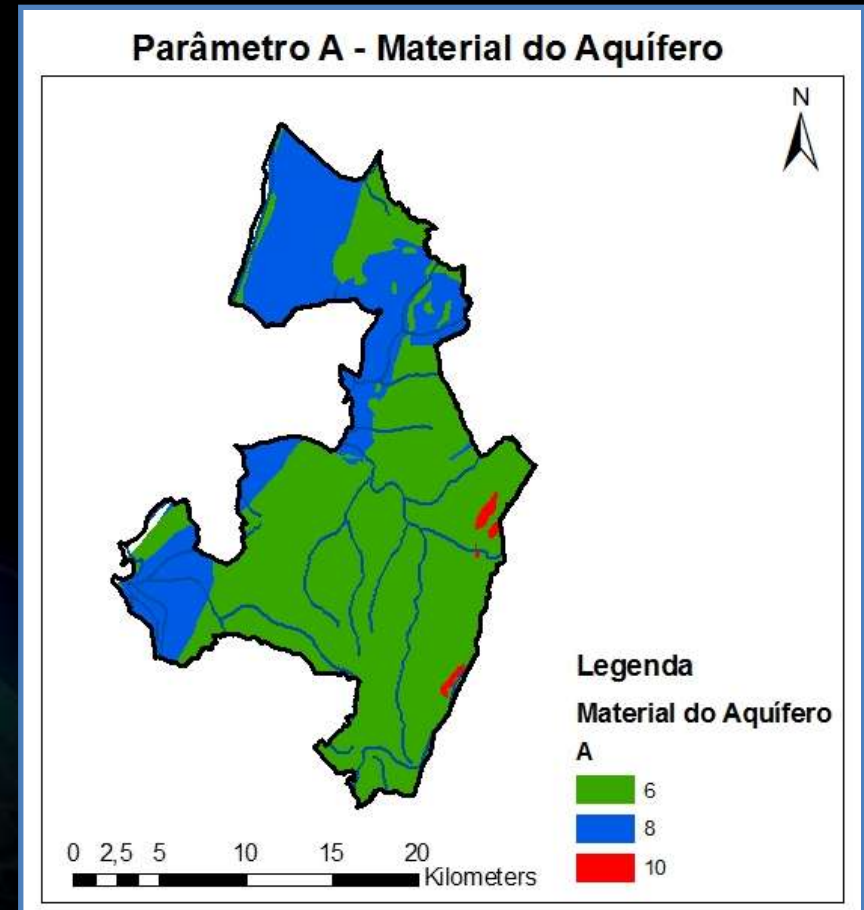 Parâmetro A - Material do Aquífero
N
Legenda
Material do Aquífero
A
6
8
10
0 2,5 5 10 15 20
Kilometers